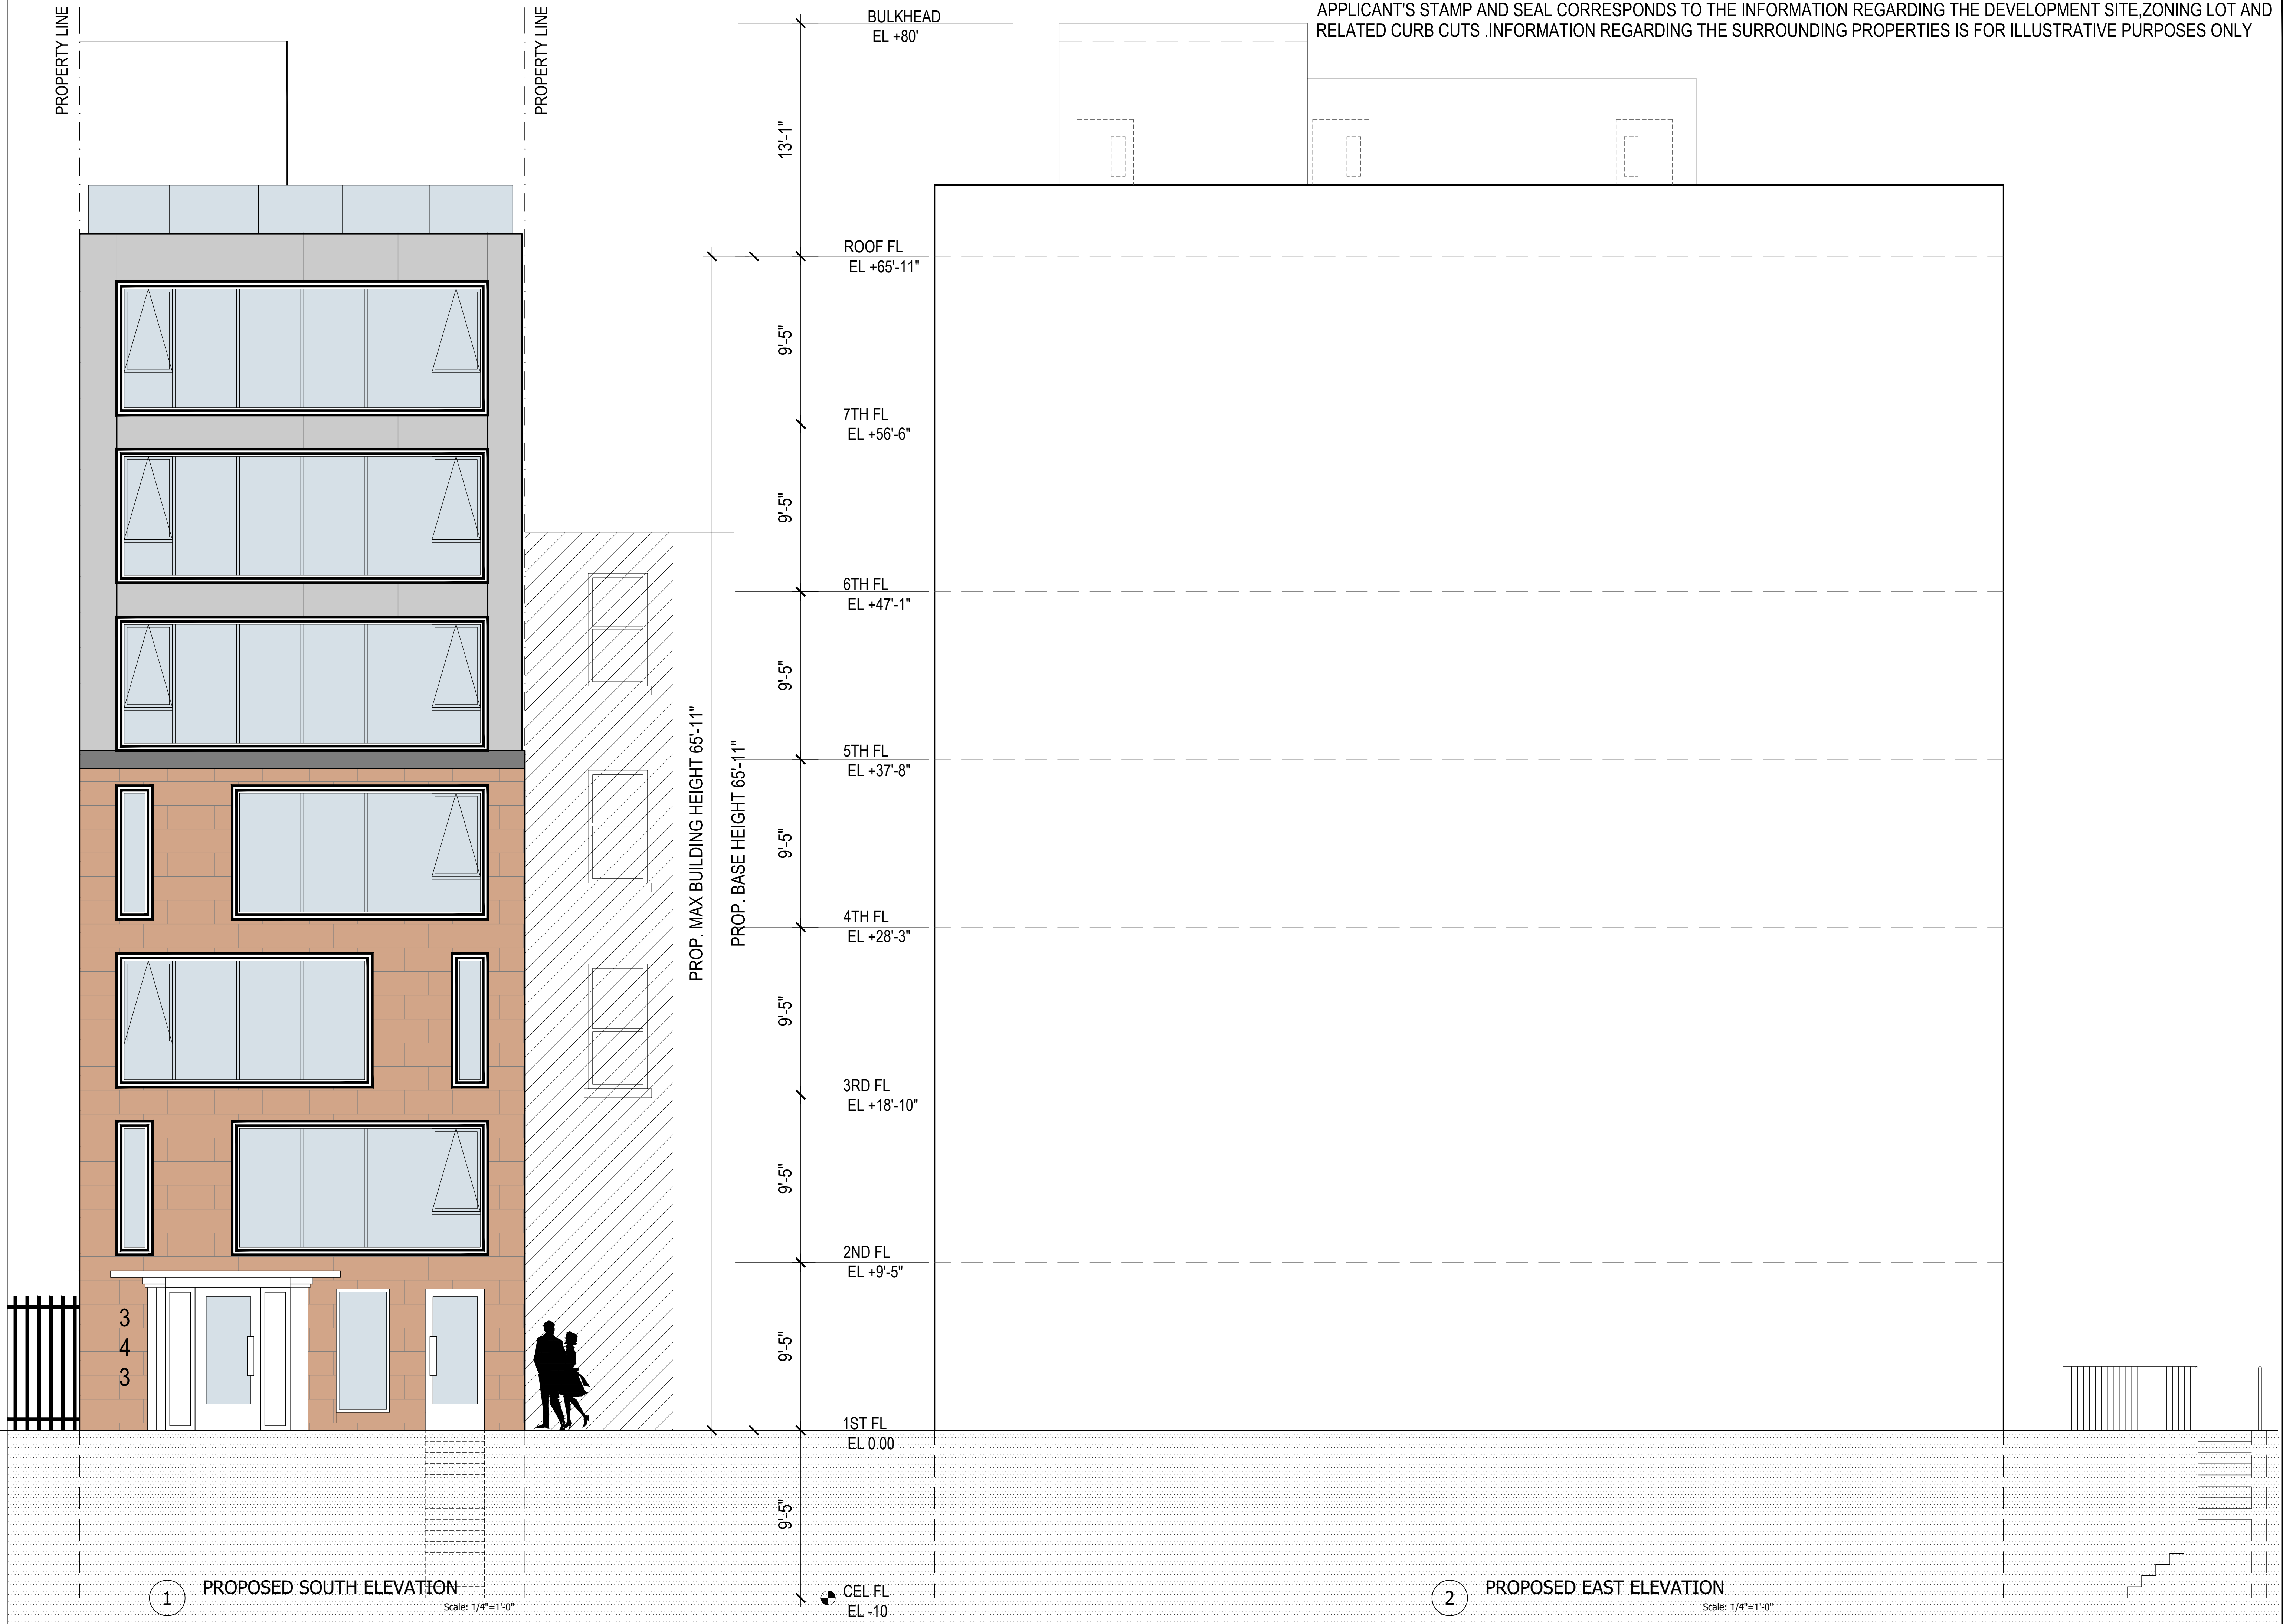 APPLICANT'S STAMP AND SEAL CORRESPONDS TO THE INFORMATION REGARDING THE DEVELOPMENT SITE,ZONING LOT AND
RELATED CURB CUTS .INFORMATION REGARDING THE SURROUNDING PROPERTIES IS FOR ILLUSTRATIVE PURPOSES ONLY
PROPERTY LINE
PROPERTY LINE
BULKHEAD
EL +80'
13'-1"
ROOF FL
EL +65'-11"
9'-5"
7TH FL
EL +56'-6"
9'-5"
6TH FL
EL +47'-1"
9'-5"
5TH FL
EL +37'-8"
9'-5"
4TH FL
EL +28'-3"
9'-5"
3RD FL
EL +18'-10"
9'-5"
2ND FL
EL +9'-5"
9'-5"
1ST FL
EL 0.00
9'-5"
CEL FL
EL -10
PROP. MAX BUILDING HEIGHT 65'-11"
PROP. BASE HEIGHT 65'-11"
3
4
3
1
PROPOSED SOUTH ELEVATION
Scale: 1/4"=1'-0"
2
PROPOSED EAST ELEVATION
Scale: 1/4"=1'-0"